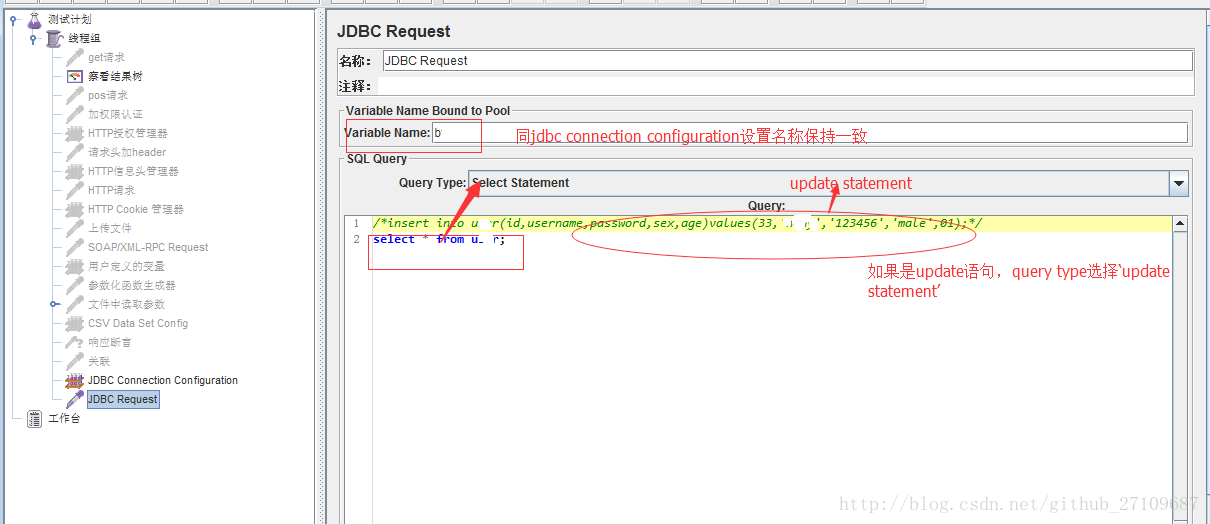 测试计划
线程组
get请求
察看结果树
pos请求
加权限认证
HTTP授权管理器
请求头加header
HTTP信息头管理器
HTTP请求
HTTP Cookie 管理器
上传文件
SOAP/XML-RPC Request
用户定义的变量
参数化函数生成器
文件中读取参数
CSV Data Set Config
响应断言
关联
JDBC Connection Configuration
JDBC Request
工作台
JDBC Request
名称: JDBC Request
注释:
Variable Name Bound to Pool
Variable Name: b 同jdbc connection configuration设置名称保持一致
SQL Query
Query Type: Select Statement update statement
Query:
1 /*insert into (id,username,password,sex,age)values(33,' ','123456','male',01);*/
2 select * from ;
如果是update语句，query type选择‘update
statement’
http://blog.csdn.net/github_27109687